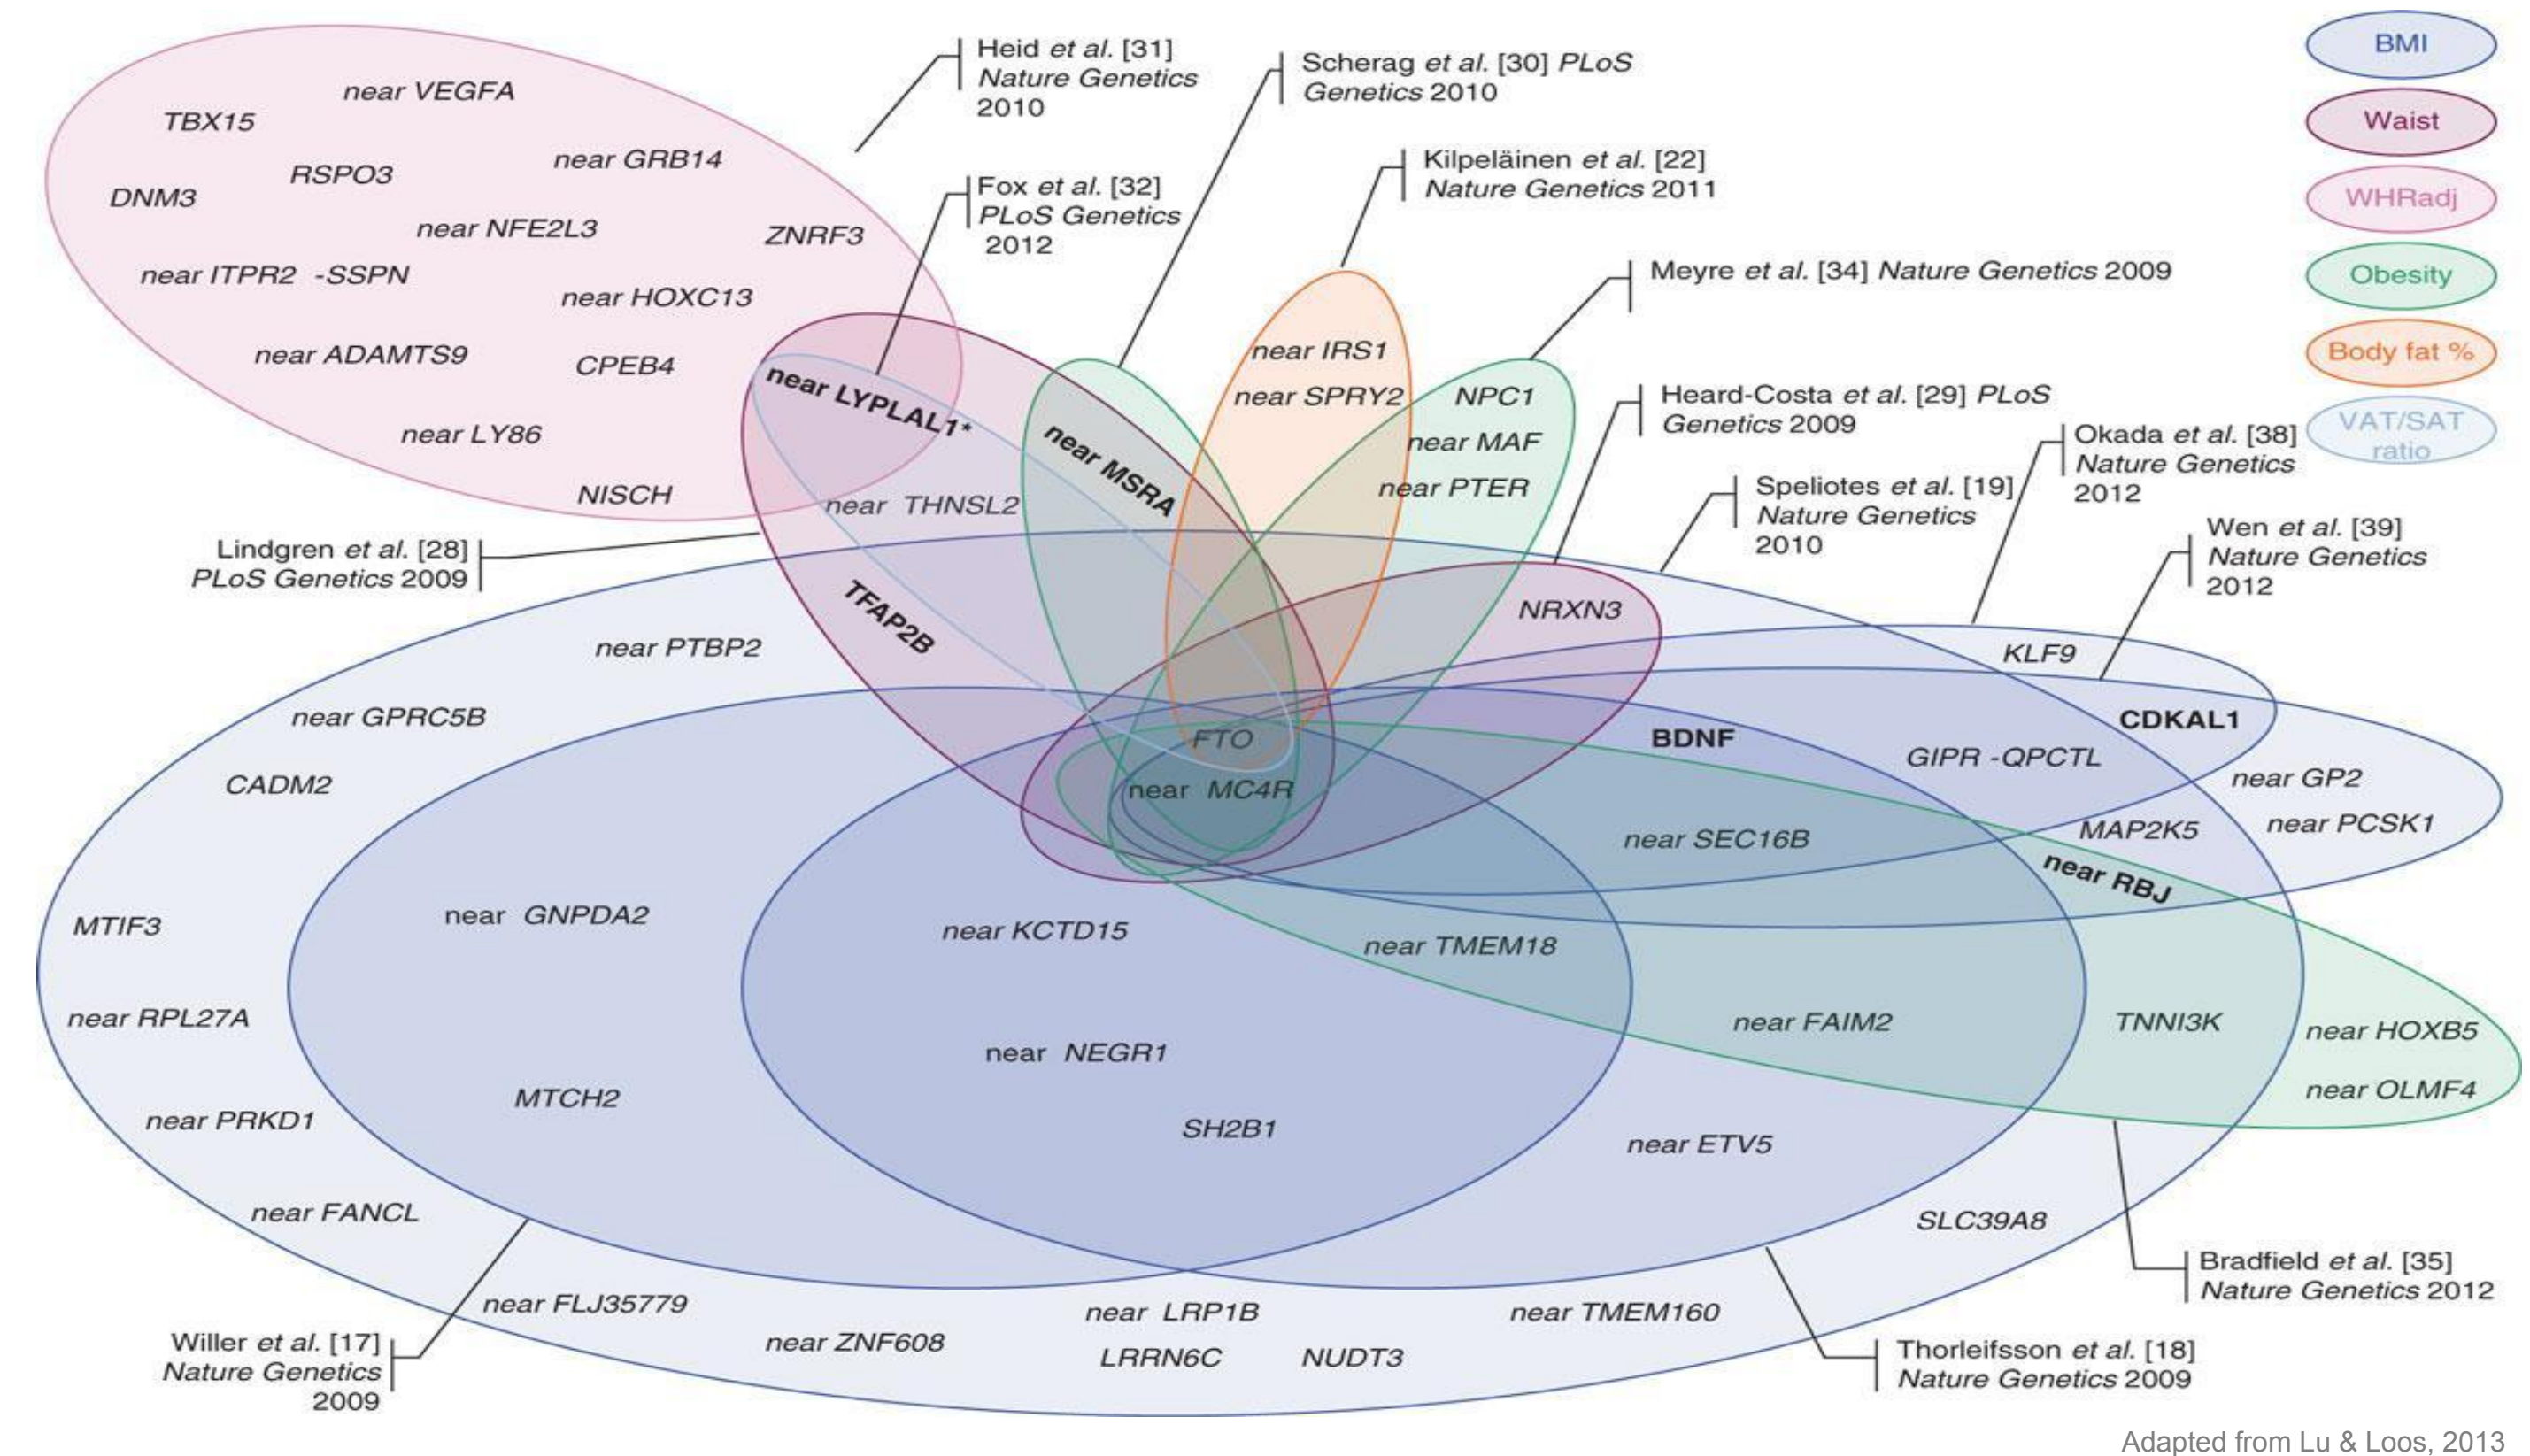 Heid et al. [31]
Nature Genetics
2010
Scherag et al. [30] PLoS
Genetics 2010
Fox et al. [32]
PLoS Genetics
2012
Kilpeläinen et al. [22]
Nature Genetics 2011
Meyre et al. [34] Nature Genetics 2009
Heard-Costa et al. [29] PLoS
Genetics 2009
Okada et al. [38]
Nature Genetics
2012
Speliotes et al. [19]
Nature Genetics
2010
Wen et al. [39]
Nature Genetics
2012
BMI
Waist
WHRadj
Obesity
Body fat %
VAT/SAT
ratio
near VEGFA
TBX15
near GRB14
RSPO3
DNM3
near NFE2L3
ZNRF3
near ITPR2 -SSPN
near HOXC13
near ADAMTS9
CPEB4
near LY86
NISCH
near LYPLAL1*
near THNSL2
near MSRA
TFAP2B
near IRS1
near SPRY2
NPC1
near MAF
near PTER
NRXN3
Lindgren et al. [28]
PLoS Genetics 2009
near PTBP2
near GPRC5B
CADM2
MTIF3
near RPL27A
near PRKD1
near FANCL
near FLJ35779
near ZNF608
near LRP1B
LRRN6C
NUDT3
near TMEM160
SLC39A8
KLF9
CDKAL1
BDNF
GIPR -QPCTL
near GP2
MAP2K5
near PCSK1
near RBJ
FTO
near MC4R
near SEC16B
near GNPDA2
near KCTD15
near TMEM18
near FAIM2
TNNI3K
near HOXB5
near OLMF4
near NEGR1
MTCH2
SH2B1
near ETV5
Bradfield et al. [35]
Nature Genetics 2012
Willer et al. [17]
Nature Genetics
2009
Thorleifsson et al. [18]
Nature Genetics 2009
Adapted from Lu & Loos, 2013